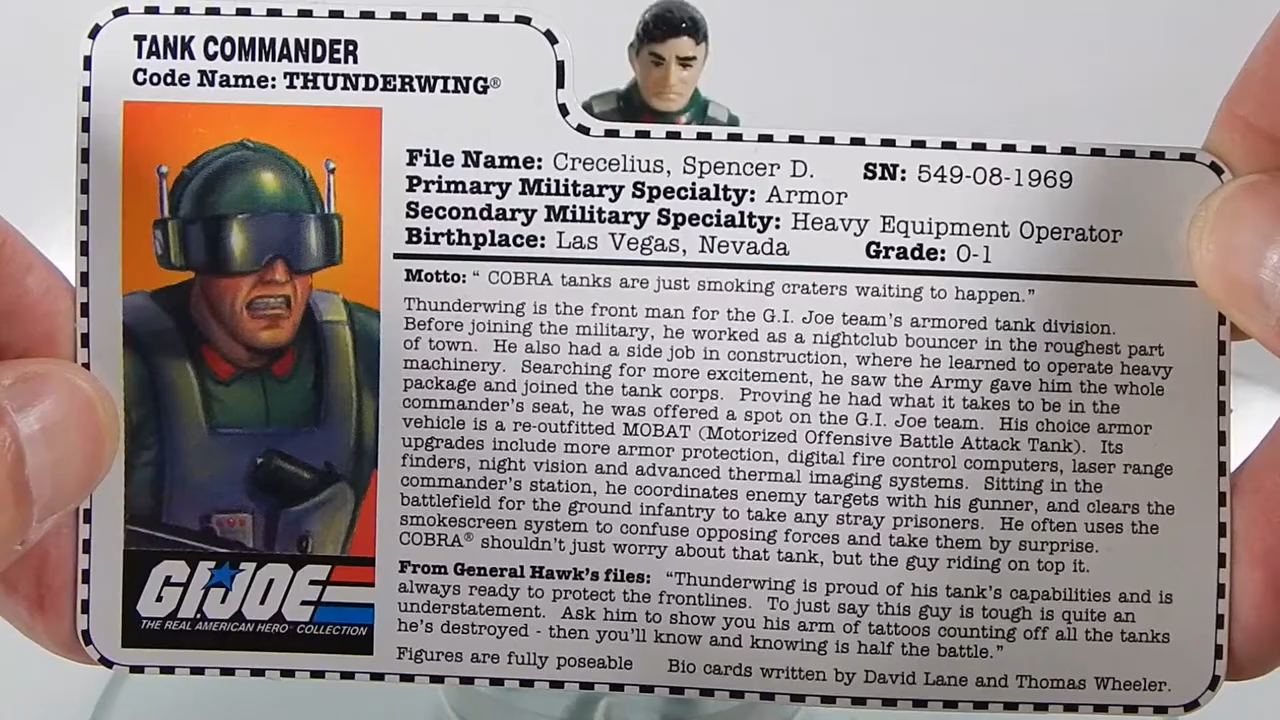 TANK COMMANDER
Code Name: THUNDERWING®
File Name: Crecelius, Spencer D. SN: 549-08-1969
Primary Military Specialty: Armor
Secondary Military Specialty: Heavy Equipment Operator
Birthplace: Las Vegas, Nevada Grade: O-1
Motto: “ COBRA tanks are just smoking craters waiting to happen.”
Thunderwing is the front man for the G.I. Joe team’s armored tank division.
Before joining the military, he worked as a nightclub bouncer in the roughest part
of town. He also had a side job in construction, where he learned to operate heavy
machinery. Searching for more excitement, he saw the Army gave him the whole
package and joined the tank corps. Proving he had what it takes to be in the
commander’s seat, he was offered a spot on the G.I. Joe team. His choice armor
vehicle is a re-outfitted MOBAT (Motorized Offensive Battle Attack Tank). Its
upgrades include more armor protection, digital fire control computers, laser range
finders, night vision and advanced thermal imaging systems. Sitting in the
commander’s station, he coordinates enemy targets with his gunner, and clears the
battlefield for the ground infantry to take any stray prisoners. He often uses the
smokescreen system to confuse opposing forces and take them by surprise.
COBRA® shouldn’t just worry about that tank, but the guy riding on top it.
From General Hawk’s files: “Thunderwing is proud of his tank’s capabilities and is
always ready to protect the frontlines. To just say this guy is tough is quite an
understatement. Ask him to show you his arm of tattoos counting off all the tanks
he’s destroyed - then you’ll know and knowing is half the battle.”
Figures are fully poseable Bio cards written by David Lane and Thomas Wheeler.
GI JOE
THE REAL AMERICAN HERO® COLLECTION